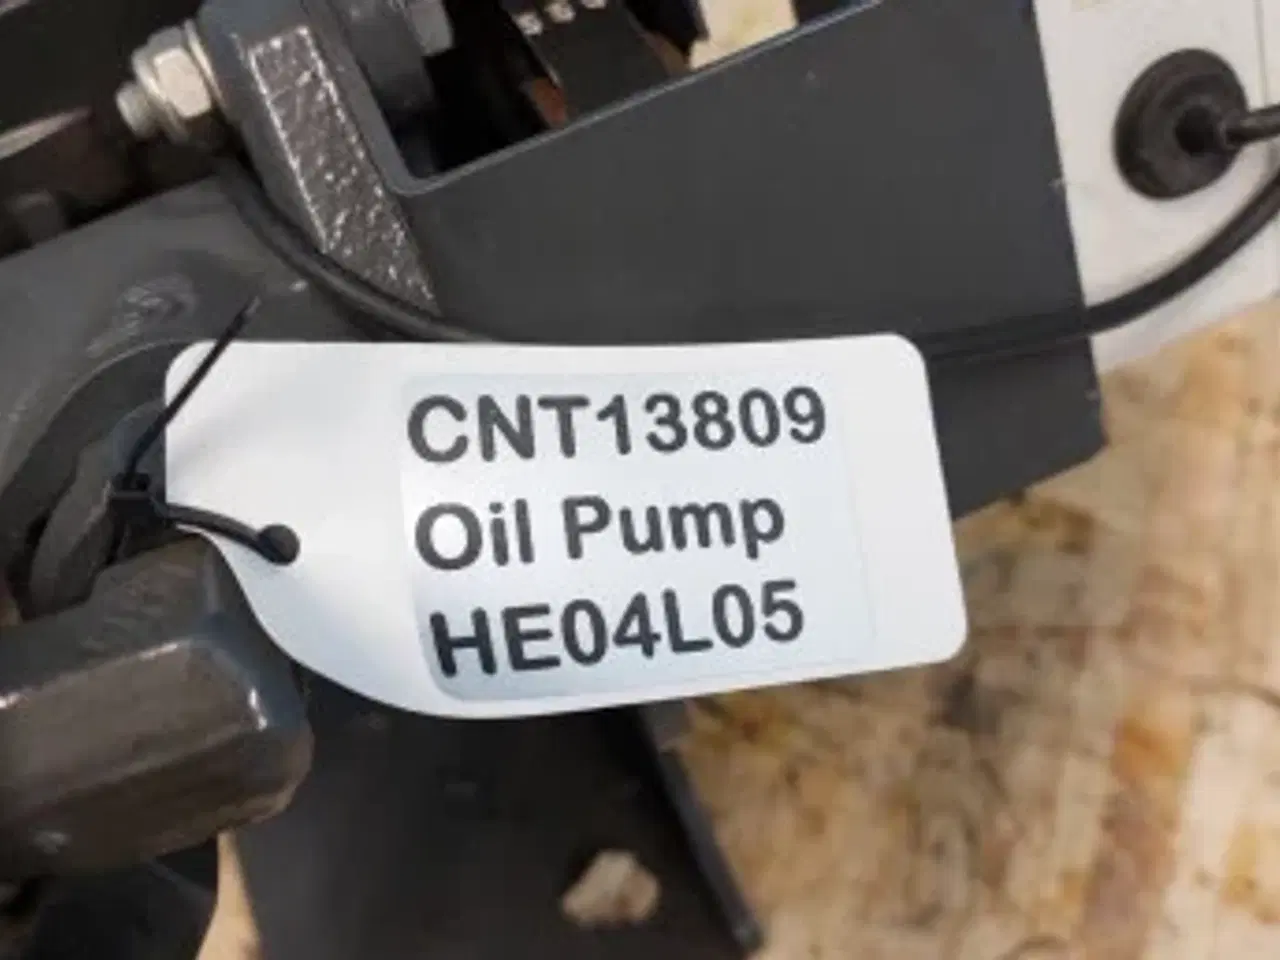 CNT13809
Oil Pump
HE04L05